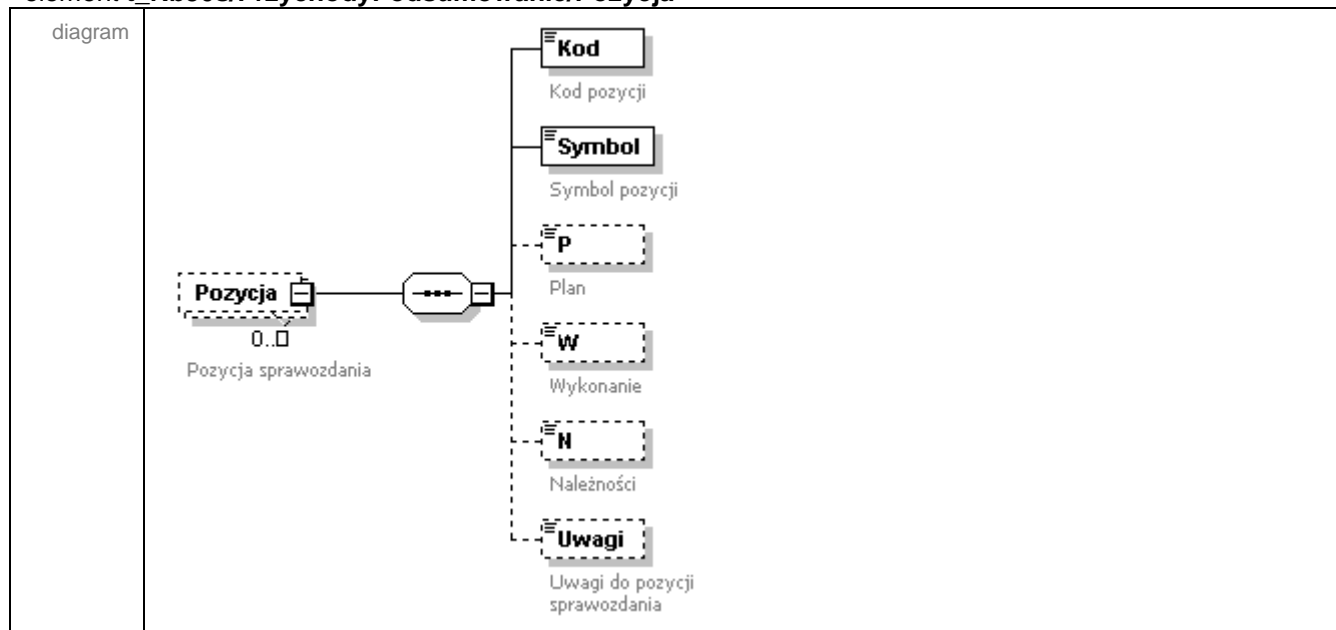 element
diagram
Kod
Kod pozycji
Symbol
Symbol pozycji
P
Plan
Pozycja
0..
Pozycja sprawozdania
W
Wykonanie
N
Należności
Uwagi
Uwagi do pozycji
sprawozdania